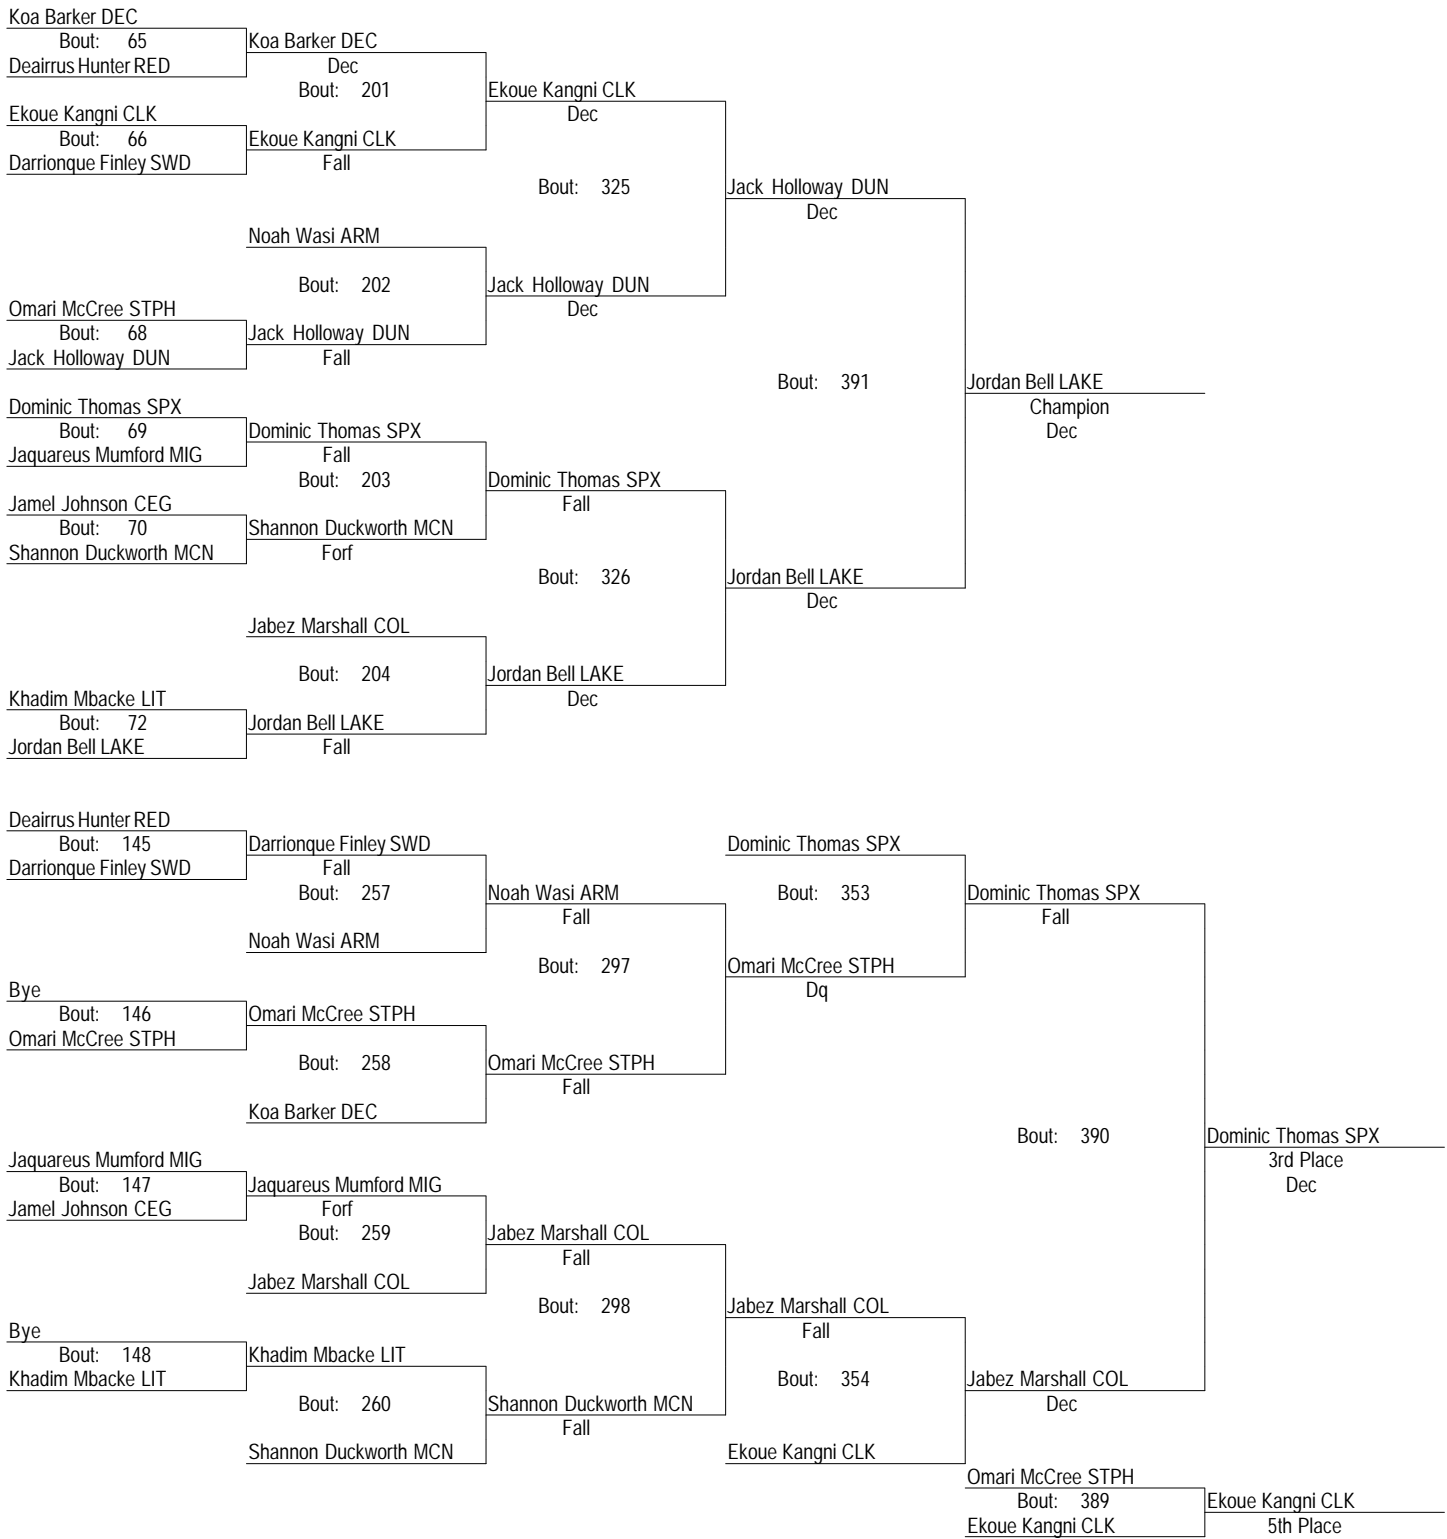 Koa Barker DEC
Bout: 65 Koa Barker DEC
Deairrus Hunter RED Dec
Bout: 201 Ekoue Kangni CLK
Ekoue Kangni CLK Dec
Bout: 66 Ekoue Kangni CLK
Darrionque Finley SWD Fall
Bout: 325 Jack Holloway DUN
Dec
Noah Wasi ARM
Bout: 202 Jack Holloway DUN
Omari McCree STPH Dec
Bout: 68 Jack Holloway DUN
Jack Holloway DUN Fall
Bout: 391 Jordan Bell LAKE
Dominic Thomas SPX Champion
Bout: 69 Dominic Thomas SPX Dec
Jaquareus Mumford MIG Fall
Bout: 203 Dominic Thomas SPX
Jamel Johnson CEG Fall
Bout: 70 Shannon Duckworth MCN
Shannon Duckworth MCN Forf
Bout: 326 Jordan Bell LAKE
Dec
Jabez Marshall COL
Bout: 204 Jordan Bell LAKE
Khadim Mbacke LIT Dec
Bout: 72 Jordan Bell LAKE
Jordan Bell LAKE Fall
Deairrus Hunter RED
Bout: 145 Darrionque Finley SWD Dominic Thomas SPX
Darrionque Finley SWD Fall
Bout: 257 Noah Wasi ARM Bout: 353 Dominic Thomas SPX
Fall Fall
Noah Wasi ARM
Bout: 297 Omari McCree STPH
Bye Dq
Bout: 146 Omari McCree STPH
Omari McCree STPH
Bout: 258 Omari McCree STPH
Fall
Koa Barker DEC
Bout: 390 Dominic Thomas SPX
Jaquareus Mumford MIG 3rd Place
Bout: 147 Jaquareus Mumford MIG Dec
Jamel Johnson CEG Forf
Bout: 259 Jabez Marshall COL
Fall
Jabez Marshall COL
Bout: 298 Jabez Marshall COL
Bye Fall
Bout: 148 Khadim Mbacke LIT
Khadim Mbacke LIT Bout: 354 Jabez Marshall COL
Bout: 260 Shannon Duckworth MCN Dec
Fall
Shannon Duckworth MCN Ekoue Kangni CLK
Omari McCree STPH
Bout: 389 Ekoue Kangni CLK
Ekoue Kangni CLK 5th Place